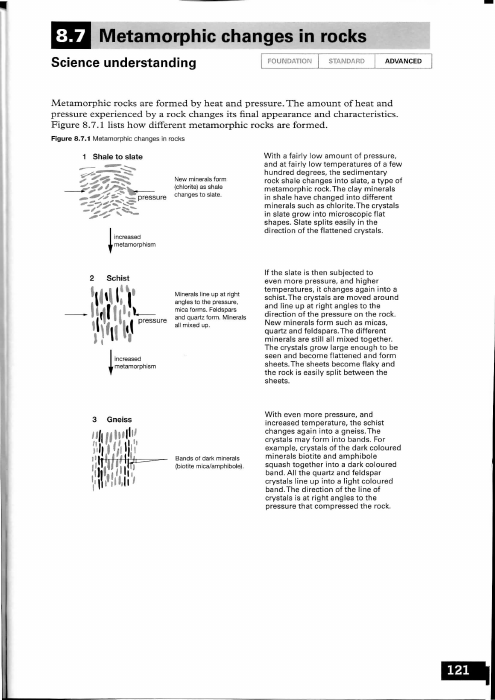 8.7 Metamorphic changes in rocks
Science understanding
FOUNDATION STANDARD ADVANCED
Metamorphic rocks are formed by heat and pressure. The amount of heat and
pressure experienced by a rock changes its final appearance and characteristics.
Figure 8.7.1 lists how different metamorphic rocks are formed.
Figure 8.7.1 Metamorphic changes in rocks
1 Shale to slate
pressure
New minerals form
(chlorite) as shale
changes to slate.
With a fairly low amount of pressure,
and at fairly low temperatures of a few
hundred degrees, the sedimentary
rock shale changes into slate, a type of
metamorphic rock. The clay minerals
in shale have changed into different
minerals such as chlorite. The crystals
in slate grow into microscopic flat
shapes. Slate splits easily in the
direction of the flattened crystals.
increased
metamorphism
2 Schist
pressure
Minerals line up at right
angles to the pressure,
mica forms. Feldspars
and quartz form. Minerals
all mixed up.
If the slate is then subjected to
even more pressure, and higher
temperatures, it changes again into a
schist. The crystals are moved around
and line up at right angles to the
direction of the pressure on the rock.
New minerals form such as micas,
quartz and feldspars. The different
minerals are still all mixed together.
The crystals grow large enough to be
seen and become flattened and form
sheets. The sheets become flaky and
the rock is easily split between the
sheets.
increased
metamorphism
3 Gneiss
Bands of dark minerals
(biotite mica/amphibole).
With even more pressure, and
increased temperature, the schist
changes again into a gneiss. The
crystals may form into bands. For
example, crystals of the dark coloured
minerals biotite and amphibole
squash together into a dark coloured
band. All the quartz and feldspar
crystals line up into a light coloured
band. The direction of the line of
crystals is at right angles to the
pressure that compressed the rock.
121